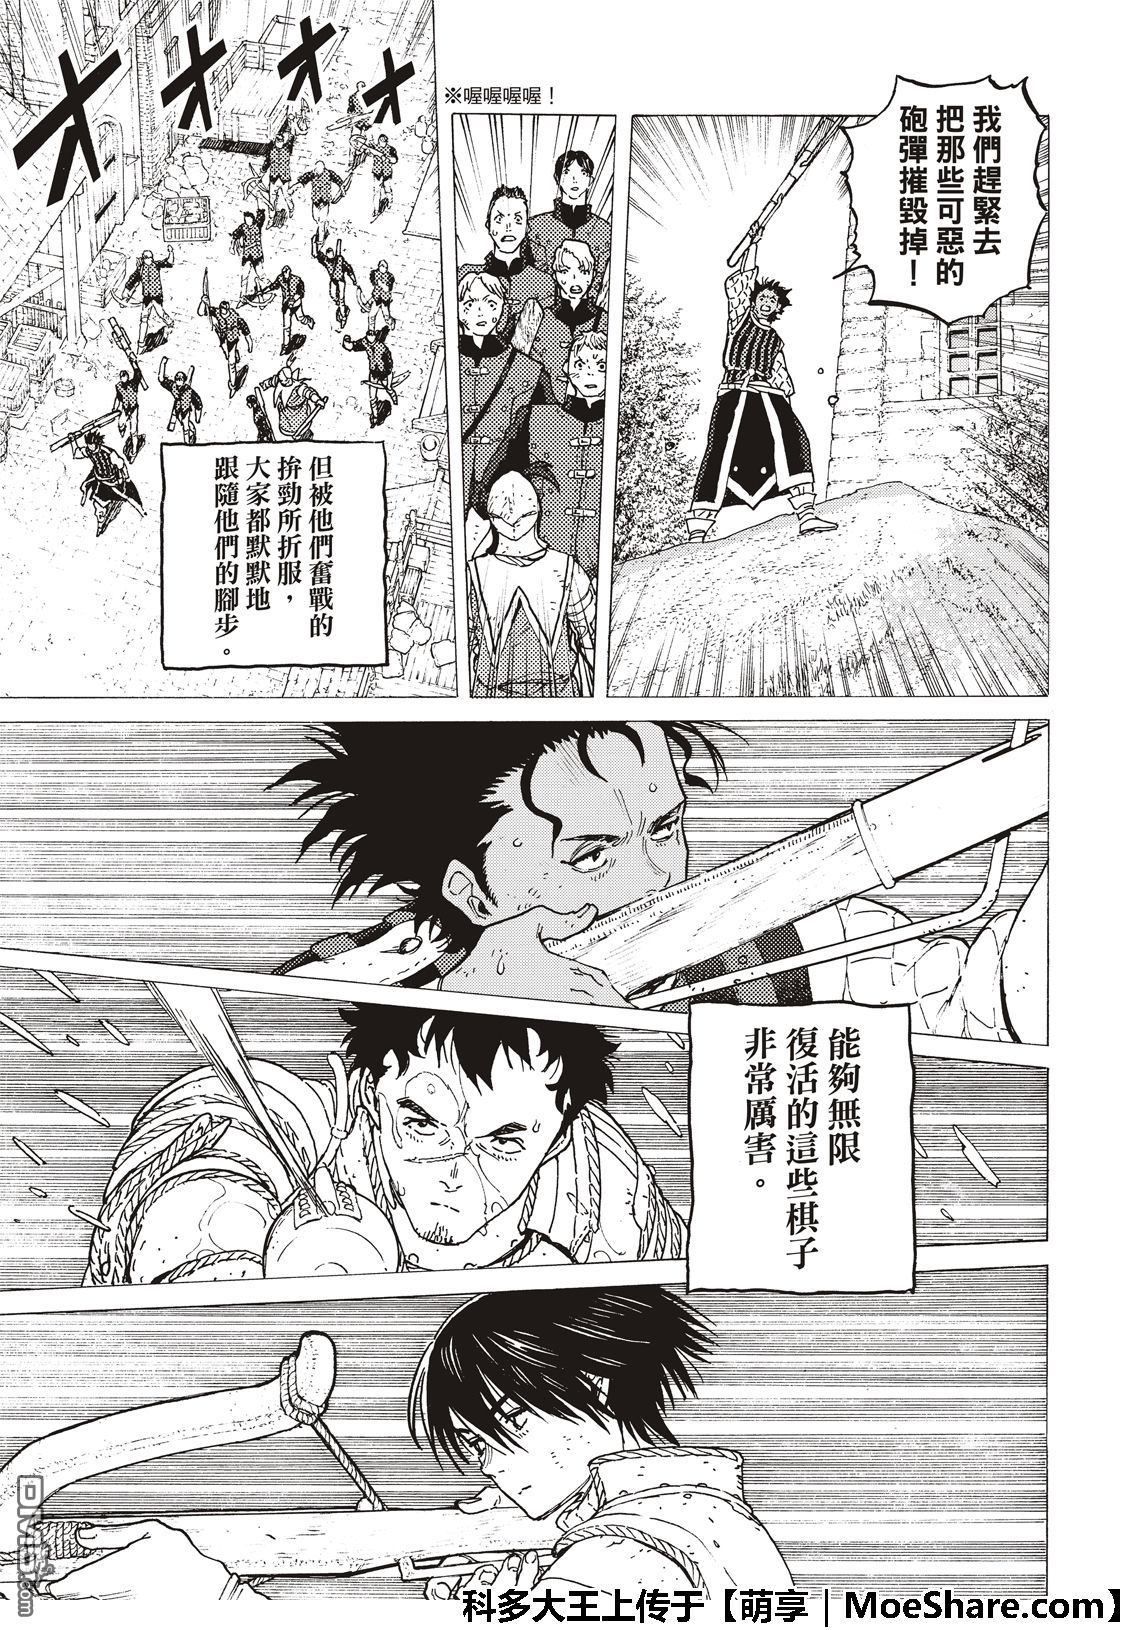 我們趕緊去
把那些可惡的
砲彈摧毀掉！
※喔喔喔喔！
オオオオ
但被他們奮戰的
拚勁所折服，
大家都默默地
跟隨他們的腳步。
能夠無限
復活的這些棋子
非常厲害。
科多大王上传于【萌享｜MoeShare.com】